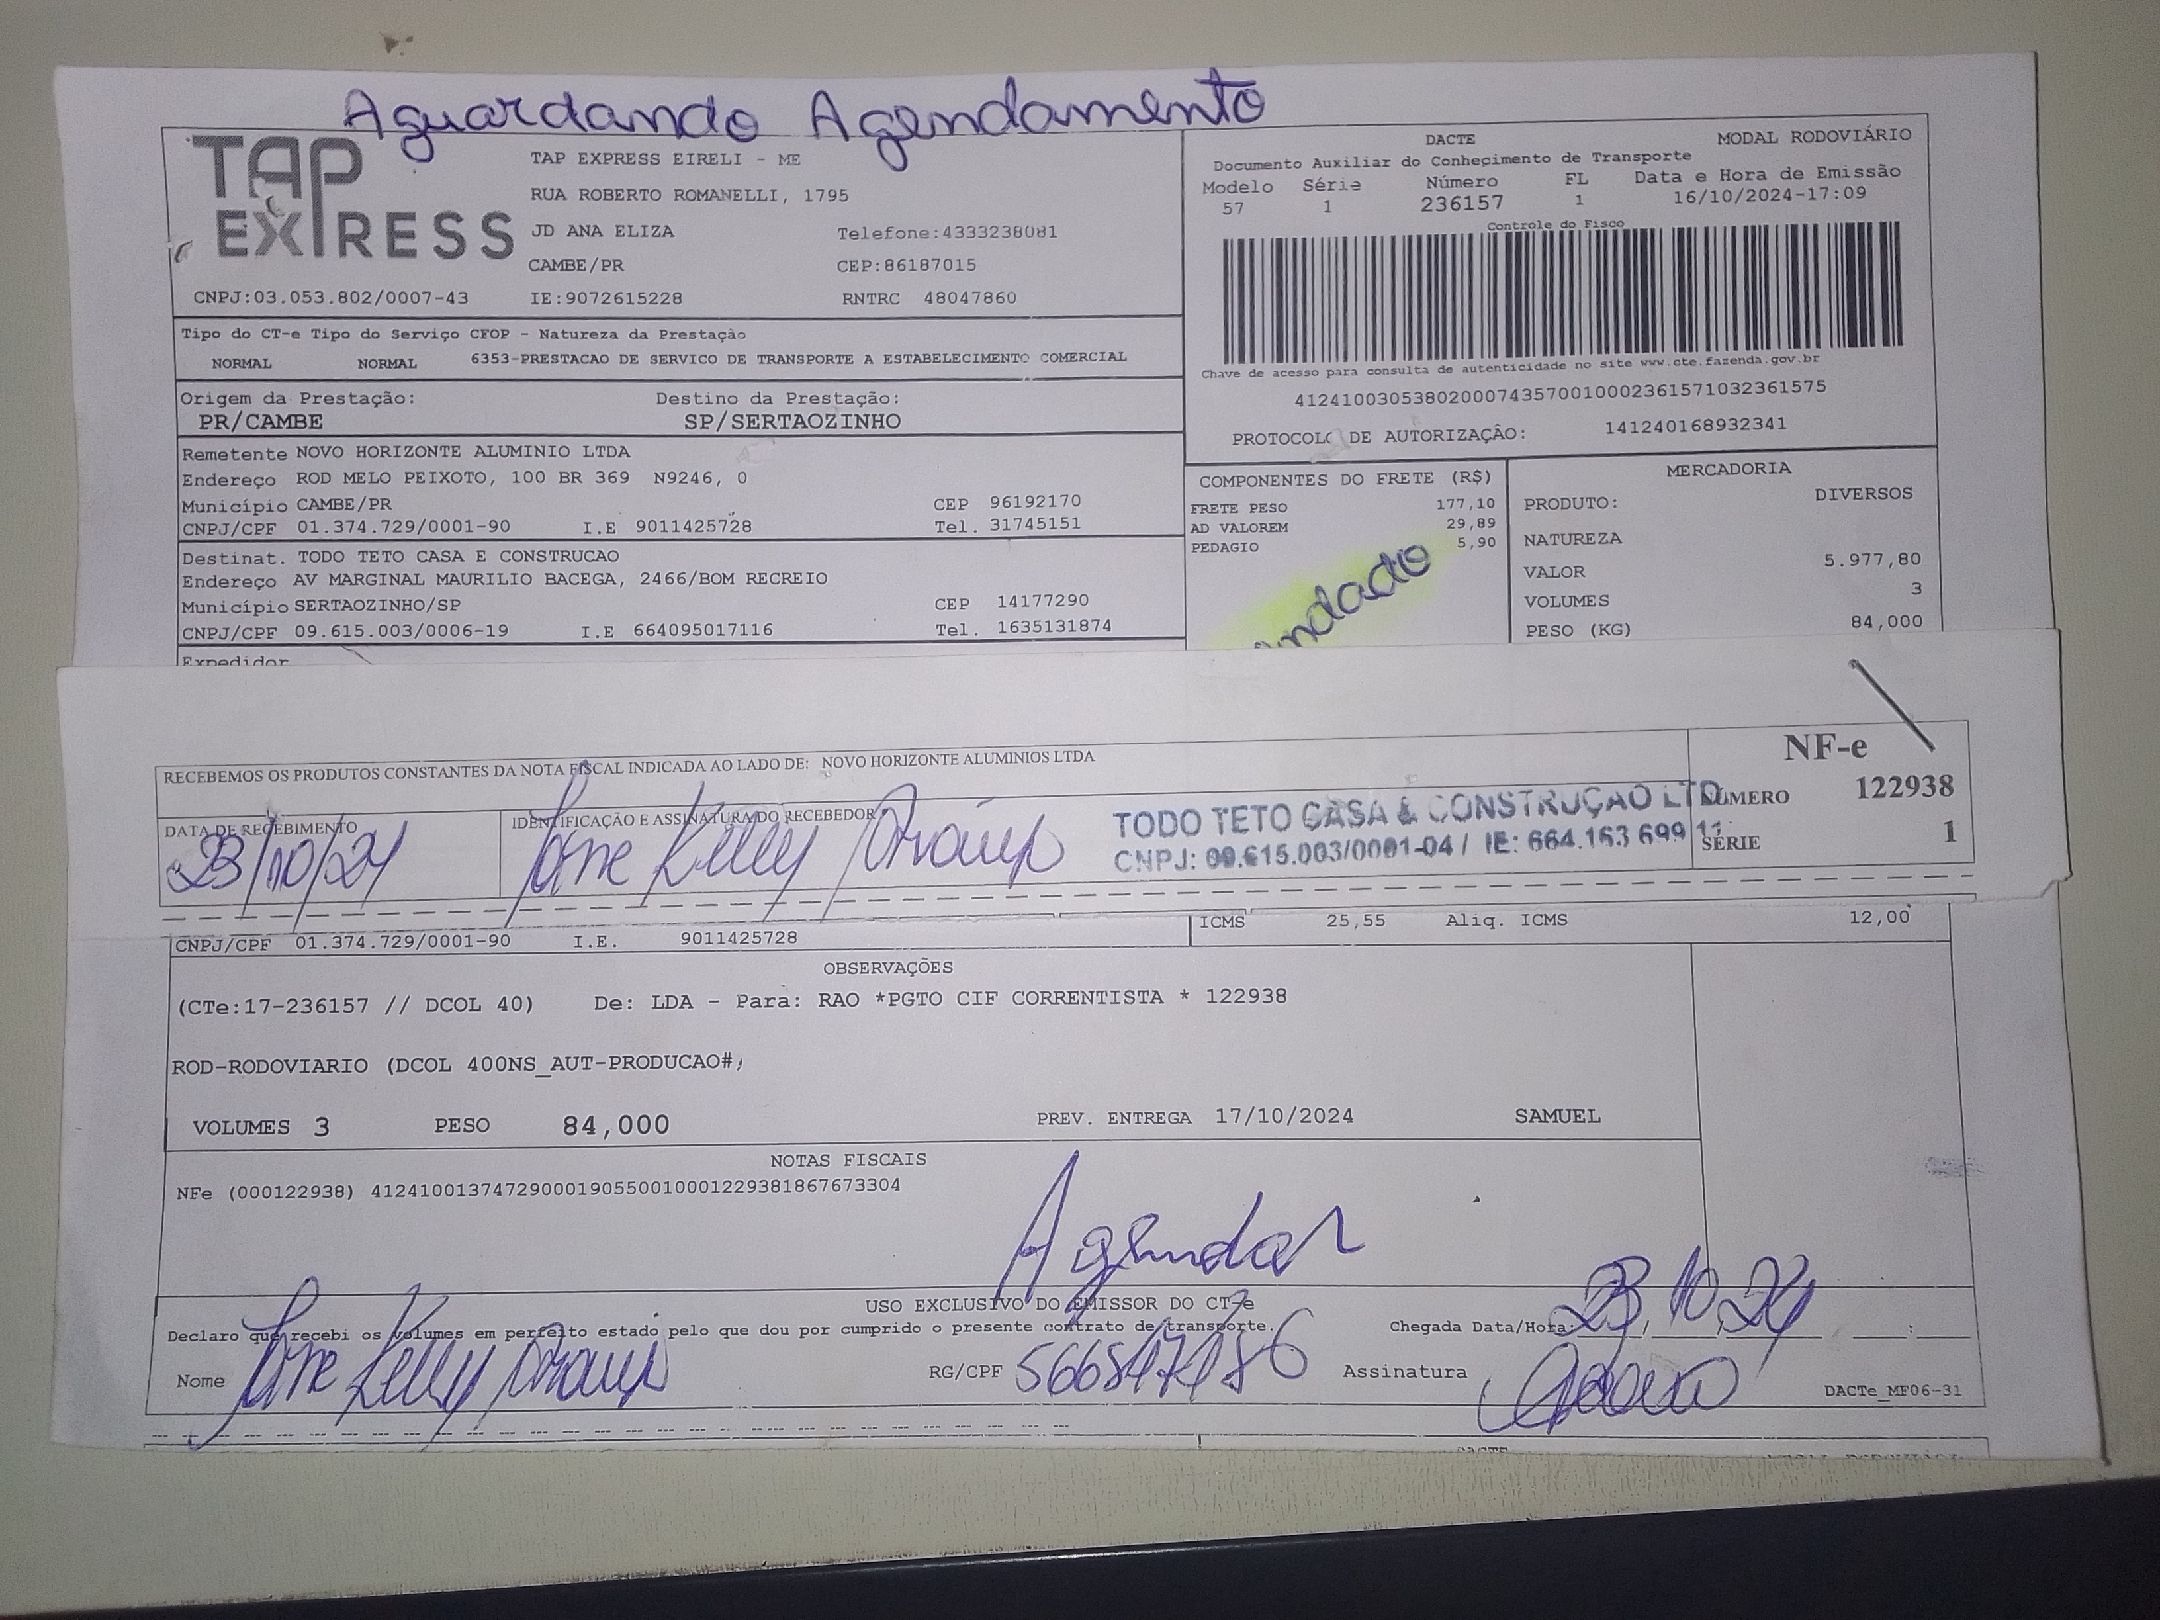 Aguardando Agendamento
TAP EXPRESS
TAP EXPRESS EIRELI - ME
RUA ROBERTO ROMANELLI, 1795
JD ANA ELIZA Telefone:4333238081
CAMBE/PR CEP:86187015
CNPJ:03.053.802/0007-43 IE:9072615228 RNTRC 48047860
DACTE MODAL RODOVIÁRIO
Documento Auxiliar do Conhecimento de Transporte
Modelo Série Número FL Data e Hora de Emissão
57 1 236157 1 16/10/2024-17:09
Controle do Fisco
Chave de acesso para consulta de autenticidade no site www.cte.fazenda.gov.br
41241003053802000743570010002361571032361575
PROTOCOLO DE AUTORIZAÇÃO: 141240168932341
Tipo do CT-e Tipo do Serviço CFOP - Natureza da Prestação
NORMAL NORMAL 6353-PRESTACAO DE SERVICO DE TRANSPORTE A ESTABELECIMENTO COMERCIAL
Origem da Prestação: Destino da Prestação:
PR/CAMBE SP/SERTAOZINHO
Remetente NOVO HORIZONTE ALUMINIO LTDA
Endereço ROD MELO PEIXOTO, 100 BR 369 N9246, 0
Município CAMBE/PR CEP 96192170
CNPJ/CPF 01.374.729/0001-90 I.E 9011425728 Tel. 31745151
Destinat. TODO TETO CASA E CONSTRUCAO
Endereço AV MARGINAL MAURILIO BACEGA, 2466/BOM RECREIO
Município SERTAOZINHO/SP CEP 14177290
CNPJ/CPF 09.615.003/0006-19 I.E 664095017116 Tel. 1635131874
Expedidor
COMPONENTES DO FRETE (R$)
FRETE PESO 177,10
AD VALOREM 29,89
PEDAGIO 5,90
ndado
MERCADORIA
PRODUTO: DIVERSOS
NATUREZA
VALOR 5.977,80
VOLUMES 3
PESO (KG) 84,000
RECEBEMOS OS PRODUTOS CONSTANTES DA NOTA FISCAL INDICADA AO LADO DE: NOVO HORIZONTE ALUMINIOS LTDA
NF-e
NÚMERO 122938
SÉRIE 1
DATA DE RECEBIMENTO IDENTIFICAÇÃO E ASSINATURA DO RECEBEDOR
23/10/24 Kelly
TODO TETO CASA & CONSTRUÇÃO LTD
CNPJ: 09.615.003/0001-04 / IE: 664.163 699 11
CNPJ/CPF 01.374.729/0001-90 I.E. 9011425728
ICMS 25,55 Aliq. ICMS 12,00
OBSERVAÇÕES
(CTe:17-236157 // DCOL 40) De: LDA - Para: RAO *PGTO CIF CORRENTISTA * 122938
ROD-RODOVIARIO (DCOL 400NS_AUT-PRODUCAO#,
VOLUMES 3 PESO 84,000 PREV. ENTREGA 17/10/2024 SAMUEL
NOTAS FISCAIS
NFe (000122938) 41241001374729000190550010001229381867673304
Agendar
USO EXCLUSIVO DO EMISSOR DO CT-e
Declaro que recebi os volumes em perfeito estado pelo que dou por cumprido o presente contrato de transporte. Chegada Data/Hora: 23,10,24 :
Nome Kelly RG/CPF Assinatura
DACTe_MF06-31